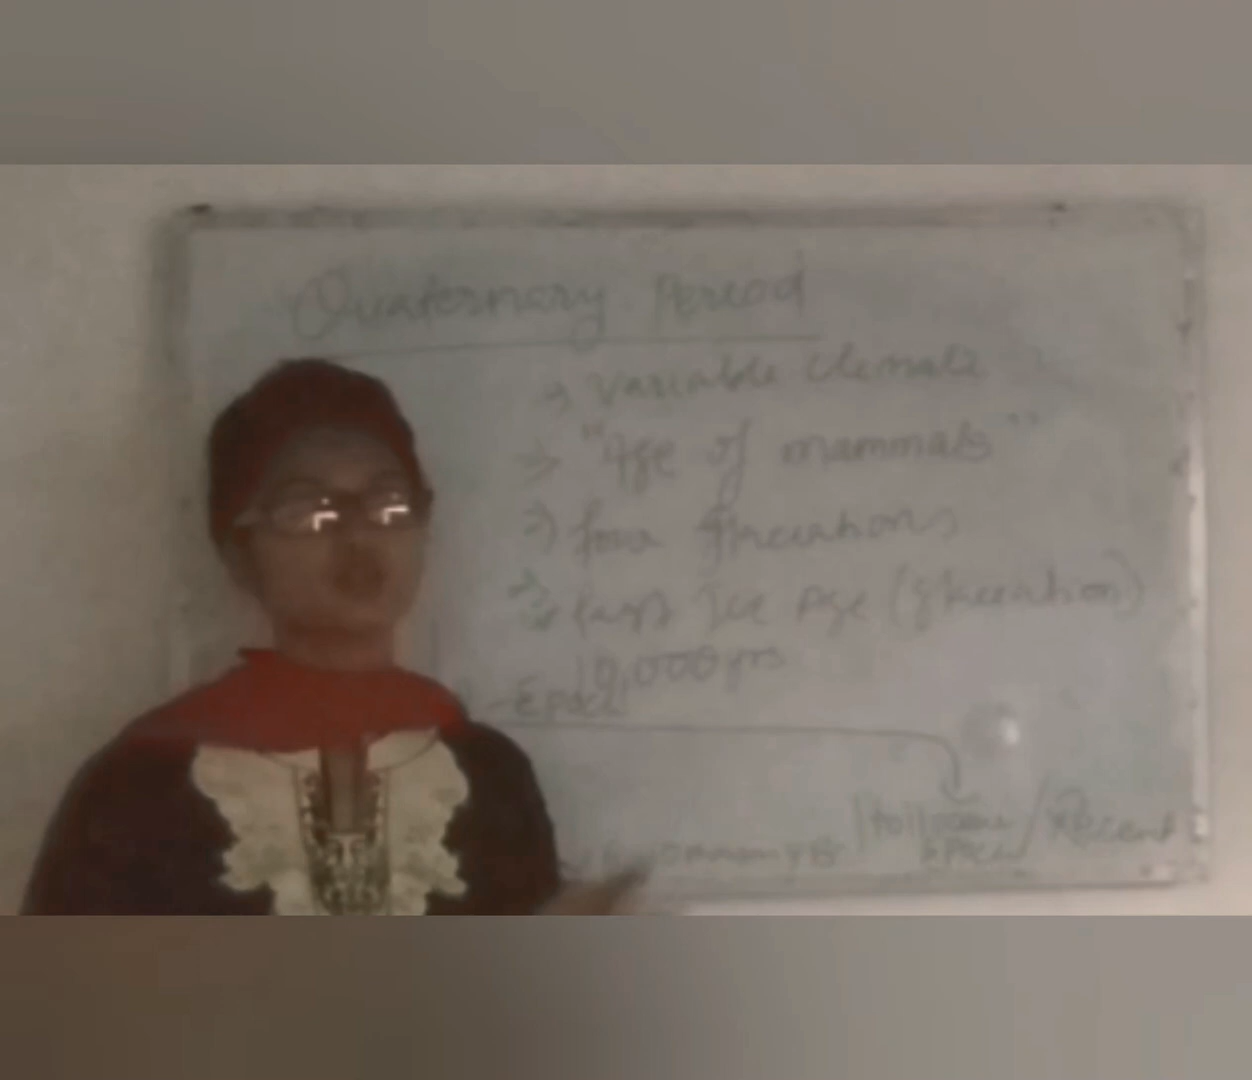 Quaternary Period
→ Variable climate
⇒ "Age of mammals"
⇒ four glaciations
⇒ Last Ice Age (glaciation)
10,000 yrs
Epoch
Holocene / Recent
Epoch